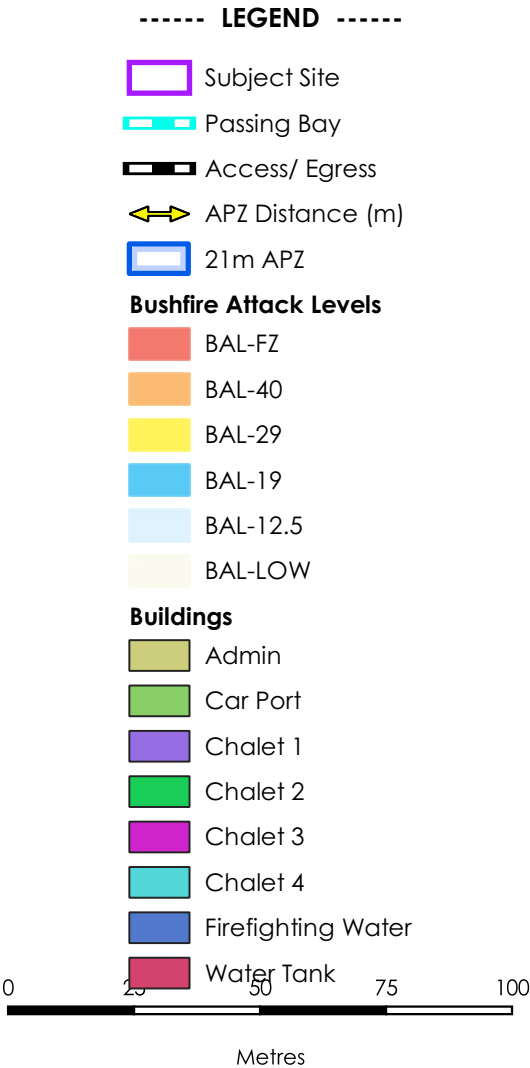 ------ LEGEND ------
Subject Site
Passing Bay
Access/ Egress
APZ Distance (m)
21m APZ
Bushfire Attack Levels
BAL-FZ
BAL-40
BAL-29
BAL-19
BAL-12.5
BAL-LOW
Buildings
Admin
Car Port
Chalet 1
Chalet 2
Chalet 3
Chalet 4
Firefighting Water
Water Tank
0 25 50 75 100
Metres